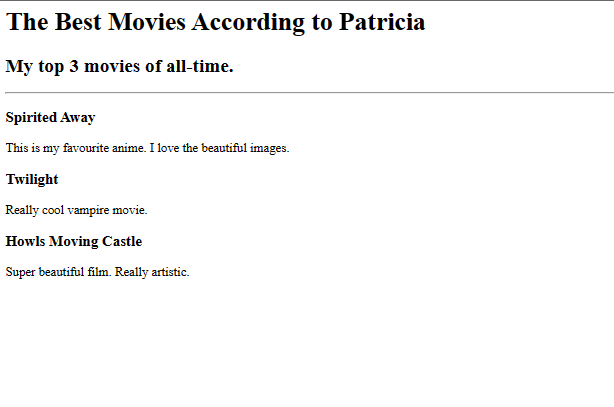 The Best Movies According to Patricia
My top 3 movies of all-time.
Spirited Away
This is my favourite anime. I love the beautiful images.
Twilight
Really cool vampire movie.
Howls Moving Castle
Super beautiful film. Really artistic.